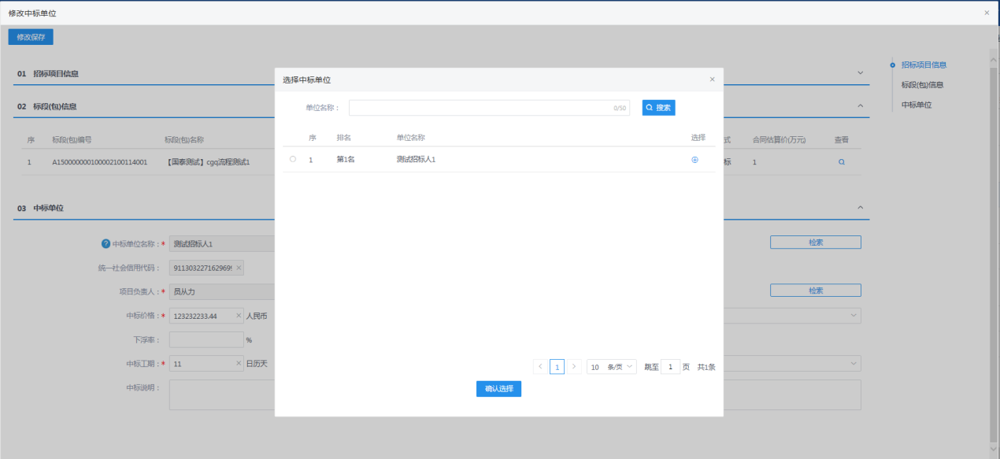 修改中标单位
修改保存
01 招标项目信息
02 标段(包)信息
序 标段(包)编号 标段(包)名称 式 合同估算价(万元) 查看
1 A150000000100002100114001 【国泰测试】cgq流程测试1 标 1
03 中标单位
? 中标单位名称：* 测试招标人1 检索
统一社会信用代码： 911303227162969
项目负责人：* 员从力 检索
中标价格：* 123232233.44 人民币
下浮率： %
中标工期：* 11 日历天
中标说明：
选择中标单位
单位名称： 0/50 搜索
序 排名 单位名称 选择
1 第1名 测试招标人1
1 10 条/页 跳至 1 页 共1条
确认选择
招标项目信息
标段(包)信息
中标单位